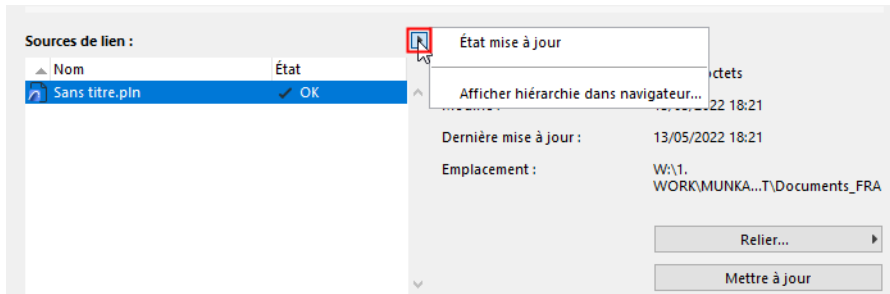 Sources de lien :
État mise à jour
Nom État
octets
Sans titre.pln OK
Afficher hiérarchie dans navigateur...
18:21
Dernière mise à jour : 13/05/2022 18:21
Emplacement : W:\1.
WORK\MUNKA...T\Documents_FRA
Relier...
Mettre à jour